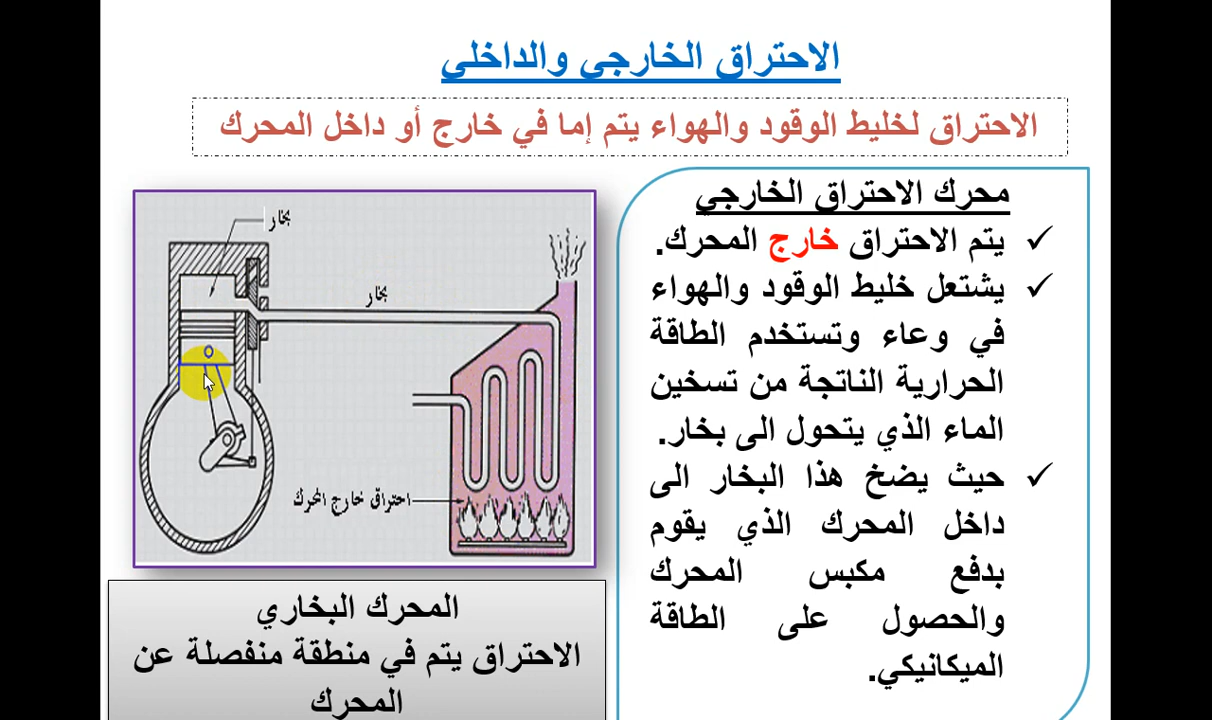 الاحتراق الخارجي والداخلي
الاحتراق لخليط الوقود والهواء يتم إما في خارج أو داخل المحرك
محرك الاحتراق الخارجي
✓ يتم الاحتراق خارج المحرك.
✓ يشتعل خليط الوقود والهواء
في وعاء وتستخدم الطاقة
الحرارية الناتجة من تسخين
الماء الذي يتحول الى بخار.
✓ حيث يضخ هذا البخار الى
داخل المحرك الذي يقوم
بدفع مكبس المحرك
والحصول على الطاقة
الميكانيكي.
بخار
بخار
احتراق خارج المحرك
المحرك البخاري
الاحتراق يتم في منطقة منفصلة عن
المحرك